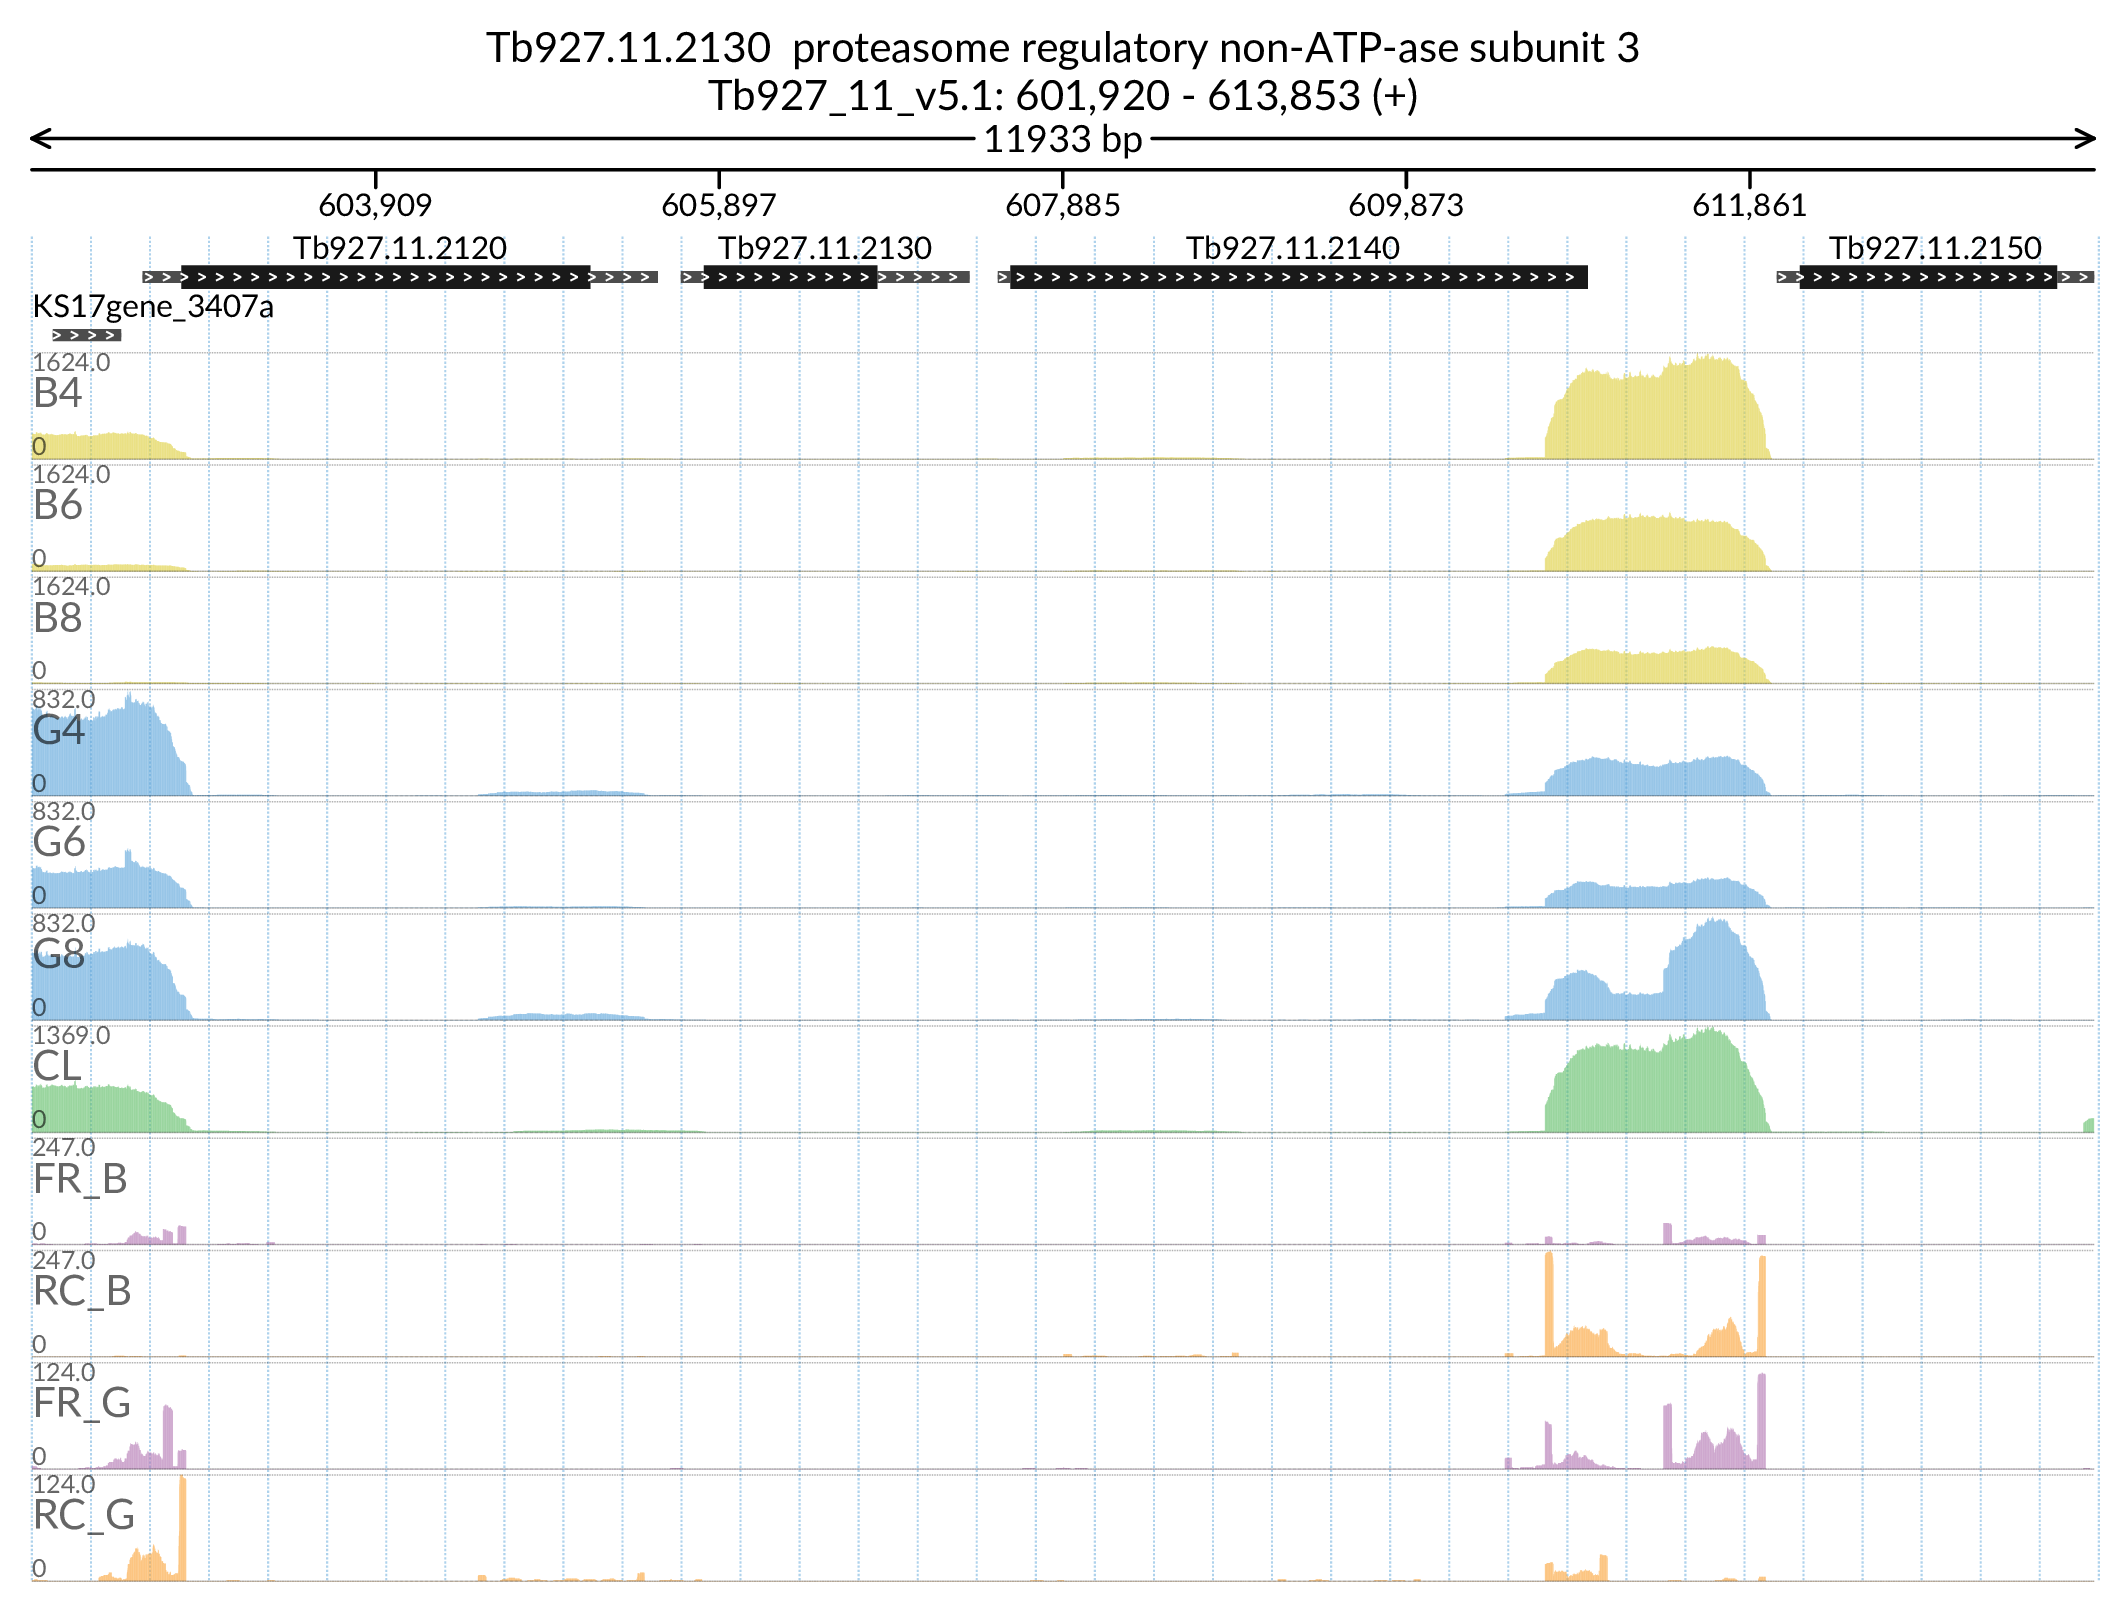 Tb927.11.2130  proteasome regulatory non-ATP-ase subunit 3
Tb927_11_v5.1: 601,920 - 613,853 (+)
11933 bp
603,909 605,897 607,885 609,873 611,861
Tb927.11.2120 Tb927.11.2130 Tb927.11.2140 Tb927.11.2150
KS17gene_3407a
1624.0
B4
0
1624.0
B6
0
1624.0
B8
0
832.0
G4
0
832.0
G6
0
832.0
G8
0
1369.0
CL
0
247.0
FR_B
0
247.0
RC_B
0
124.0
FR_G
0
124.0
RC_G
0